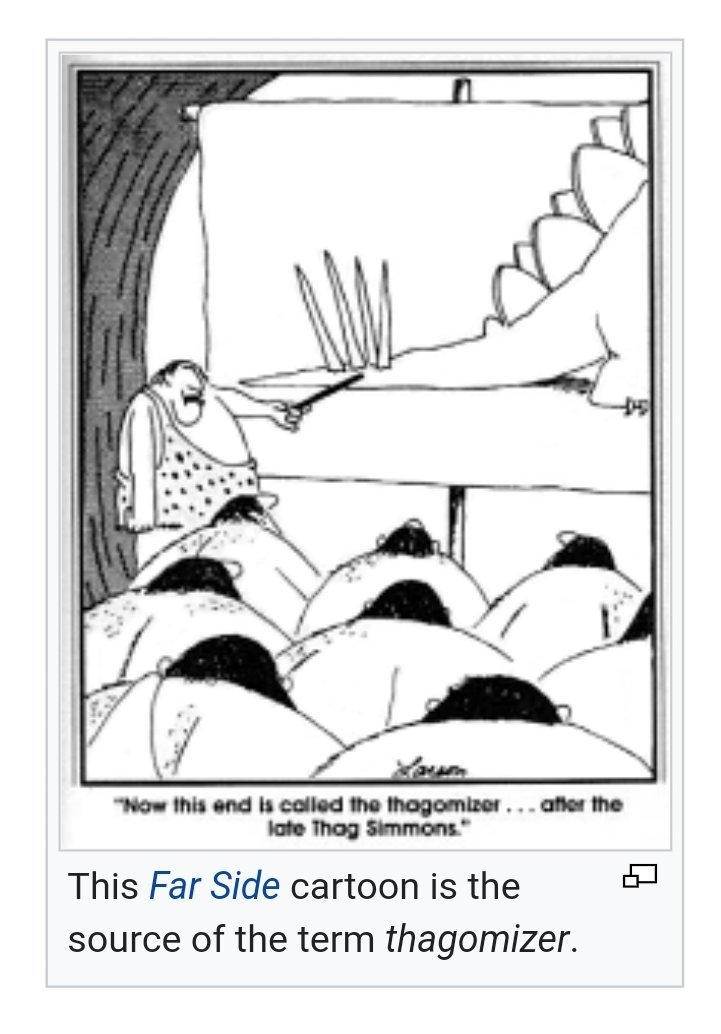 Larson
"Now this end is called the thagomizer . . . after the
late Thag Simmons."
This Far Side cartoon is the
source of the term thagomizer.